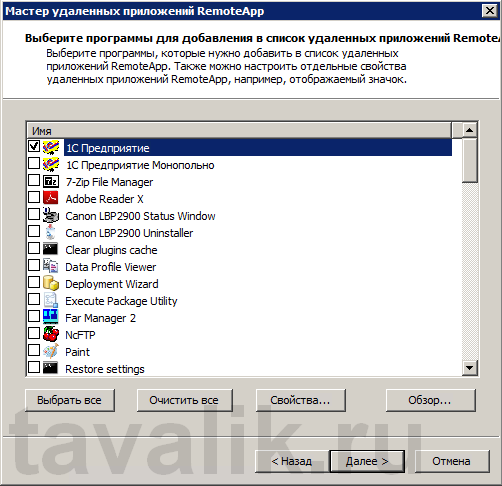 Мастер удаленных приложений RemoteApp
Выберите программы для добавления в список удаленных приложений RemoteA
Выберите программы, которые нужно добавить в список удаленных
приложений RemoteApp. Также можно настроить отдельные свойства
удаленных приложений RemoteApp, например, отображаемый значок.
Имя
1С Предприятие
1С Предприятие Монопольно
7-Zip File Manager
Adobe Reader X
Canon LBP2900 Status Window
Canon LBP2900 Uninstaller
Clear plugins cache
Data Profile Viewer
Deployment Wizard
Execute Package Utility
Far Manager 2
NcFTP
Paint
Restore settings
Выбрать все Очистить все Свойства... Обзор...
< Назад Далее > Отмена
tavalik.ru